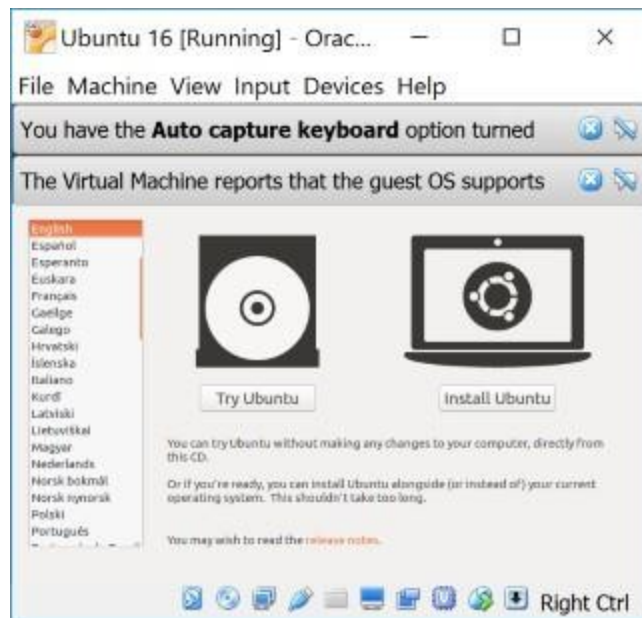 Ubuntu 16 [Running] - Orac...
File Machine View Input Devices Help
You have the Auto capture keyboard option turned
The Virtual Machine reports that the guest OS supports
English
Español
Esperanto
Euskara
Français
Gaeilge
Galego
Hrvatski
Íslenska
Italiano
Kurdî
Latviski
Lietuviškai
Magyar
Nederlands
Norsk bokmål
Norsk nynorsk
Polski
Português
Try Ubuntu
Install Ubuntu
You can try Ubuntu without making any changes to your computer, directly from
this CD.
Or if you're ready, you can install Ubuntu alongside (or instead of) your current
operating system. This shouldn't take too long.
You may wish to read the release notes.
Right Ctrl